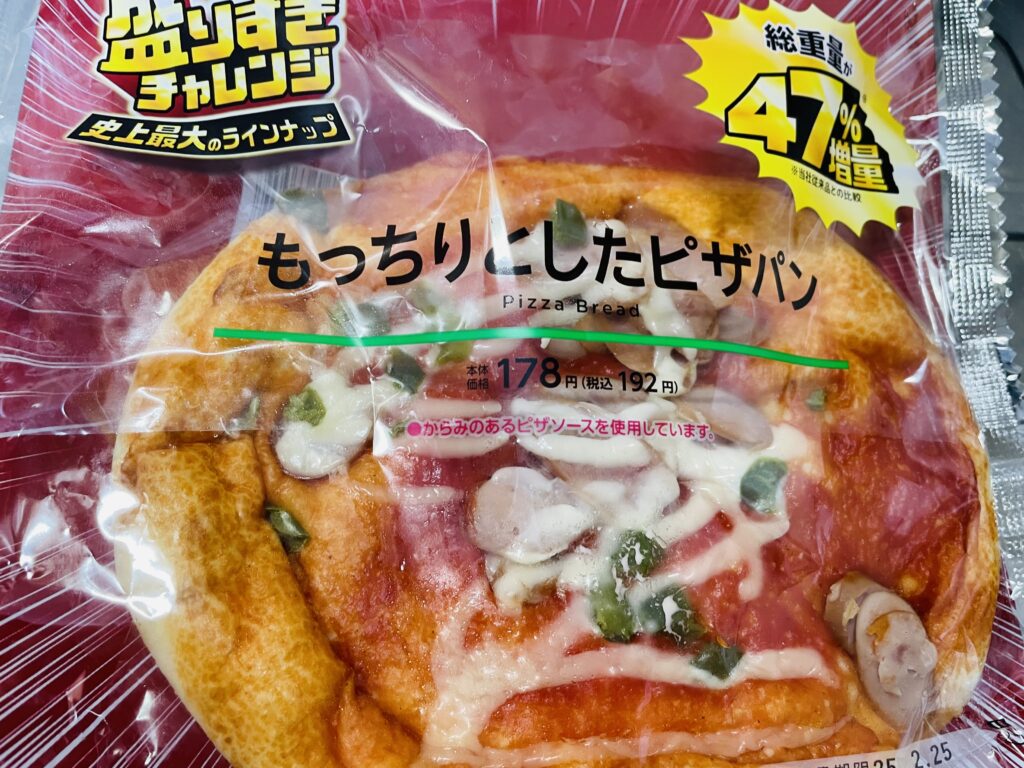 盛りすぎ
チャレンジ
史上最大のラインナップ
総重量が
47%
増量
※当社従来品との比較
もっちりとしたピザパン
Pizza Bread
本体
価格
178円(税込192円)
●からみのあるピザソースを使用しています。
期限25. 2.25